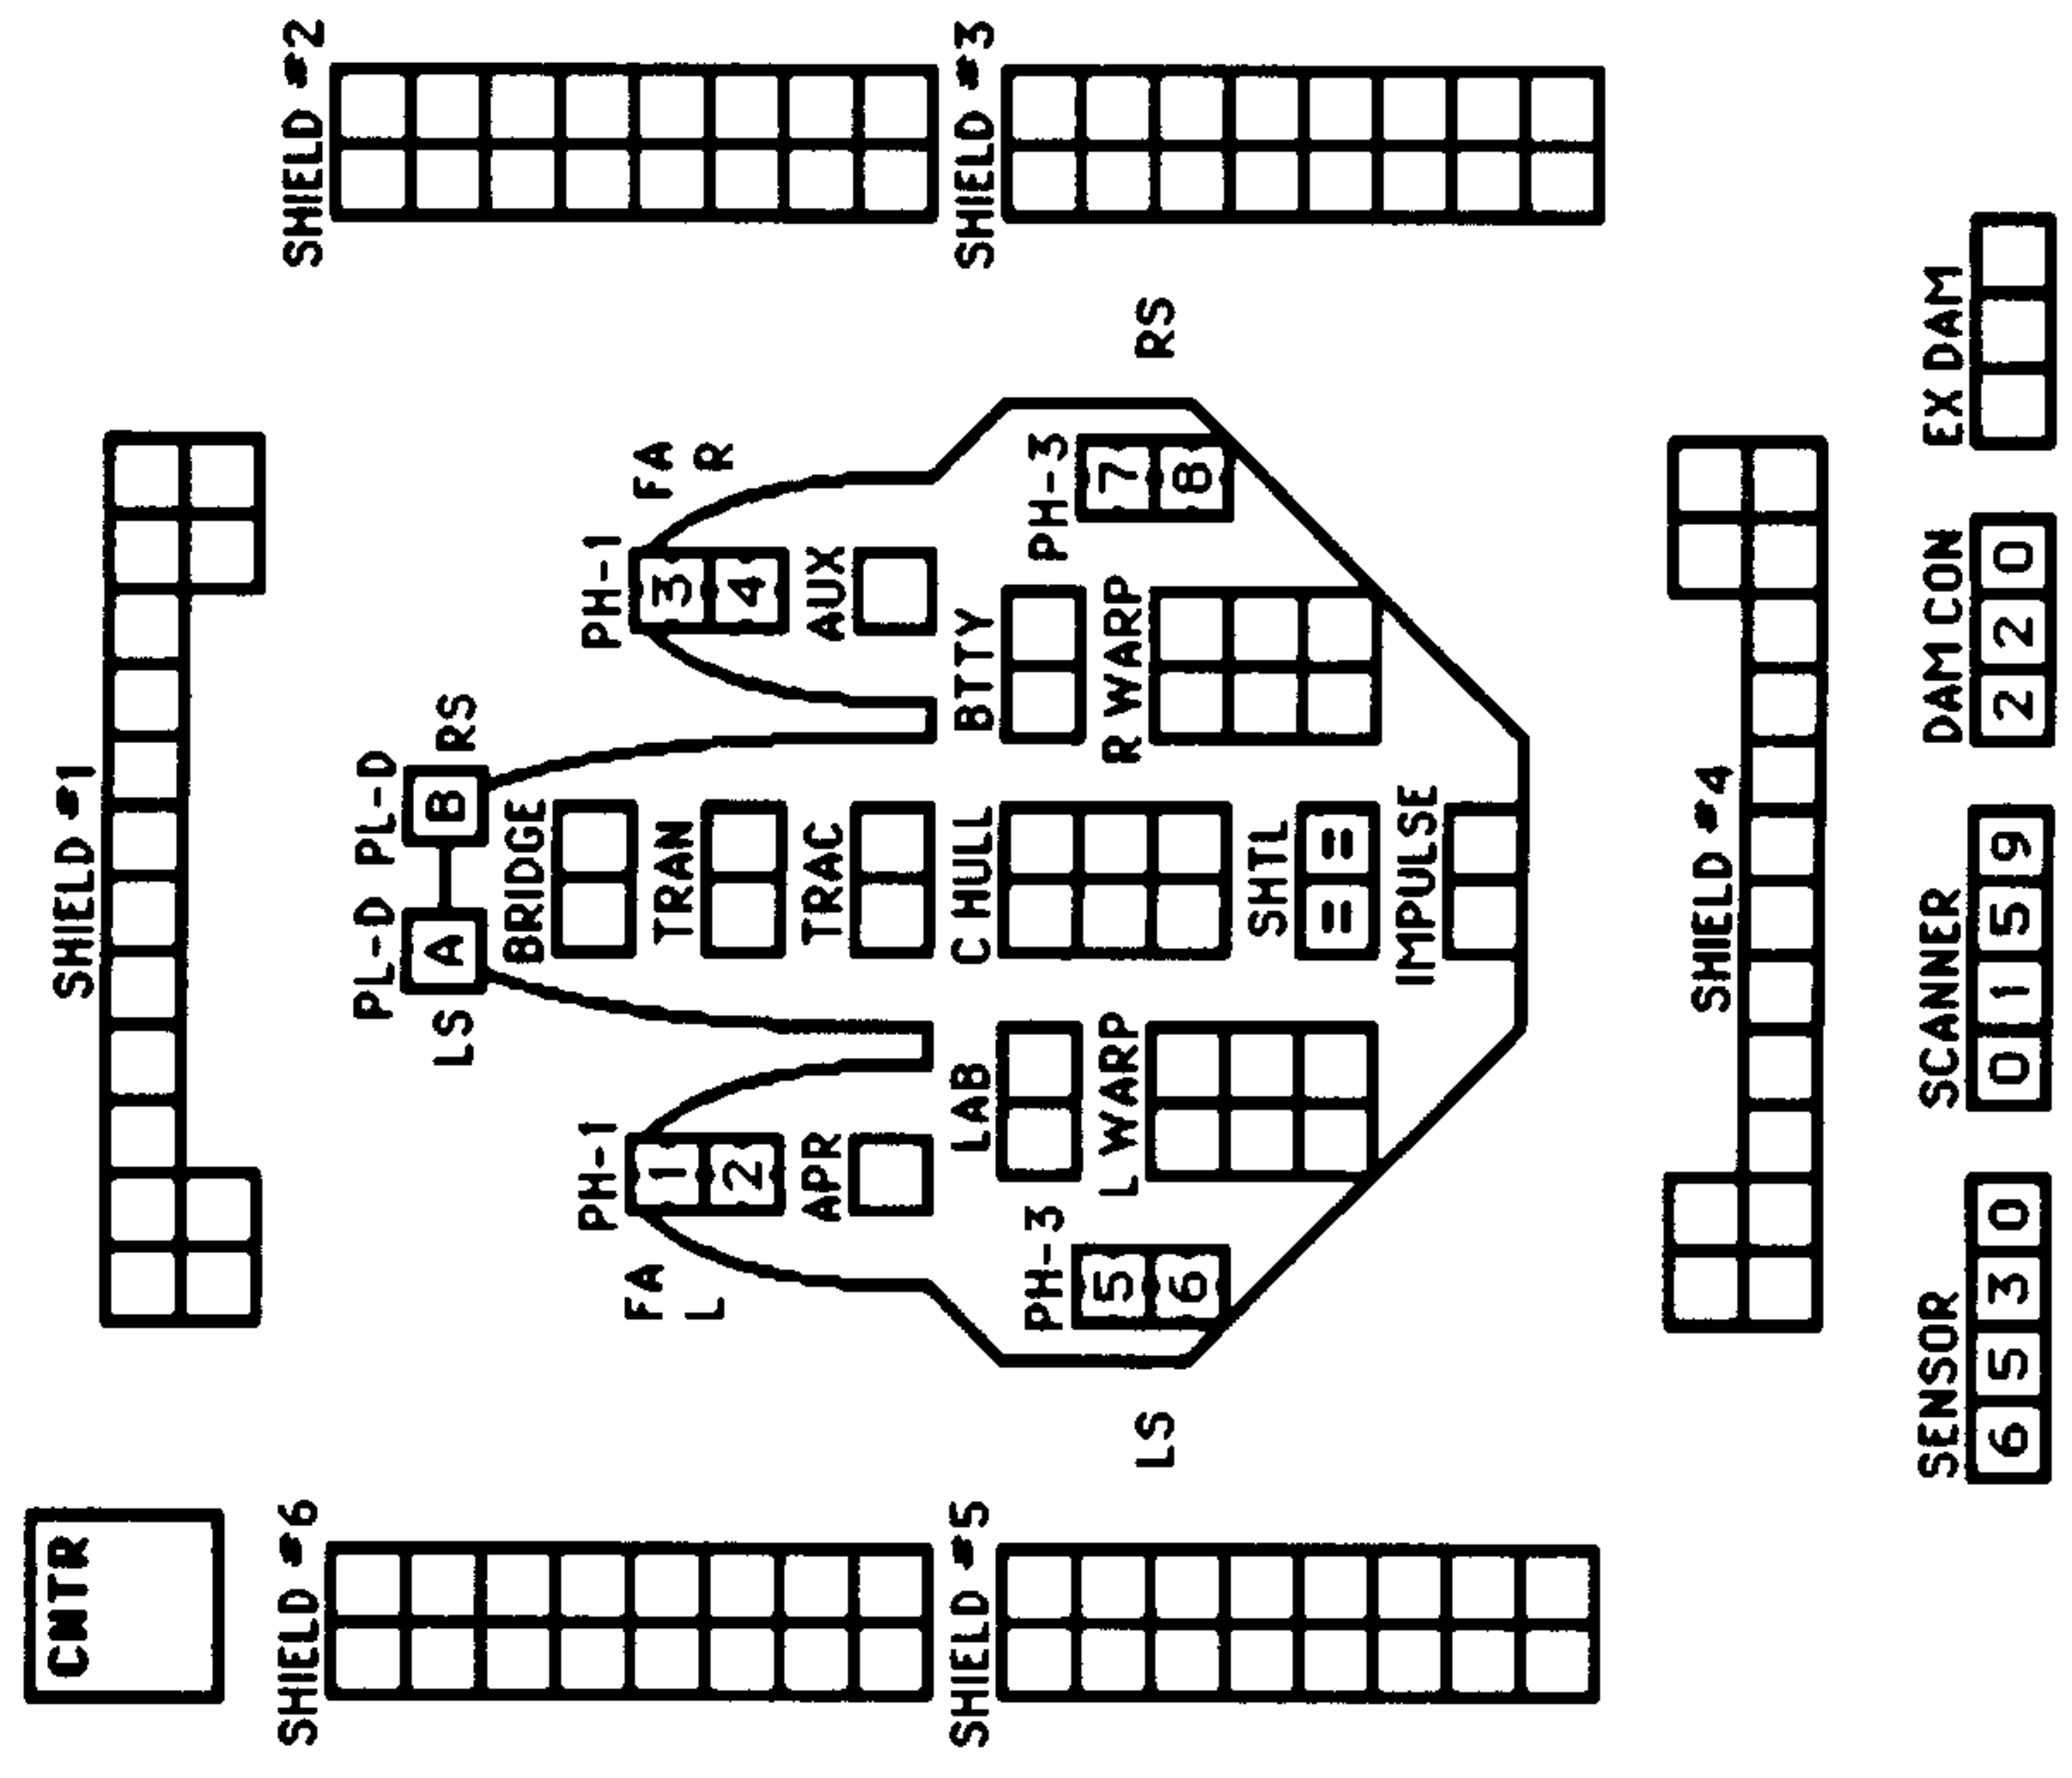 CNTR
SHIELD #1
SHIELD #6
SHIELD #2
PL-D PL-D
LS A B RS
BRIDGE
PH-1 PH-1
FA 1 3 FA
TRAN
L 2 4 R
APR TRAC AUX
SHIELD #5 LAB C HULL BTTY SHIELD #3
PH-3 PH-3
5 L WARP R WARP 7
LS RS
6 8
SHTL
= =
IMPULSE
SHIELD #4
SENSOR SCANNER DAM CON EX DAM
6 5 3 0 0 1 5 9 2 2 0